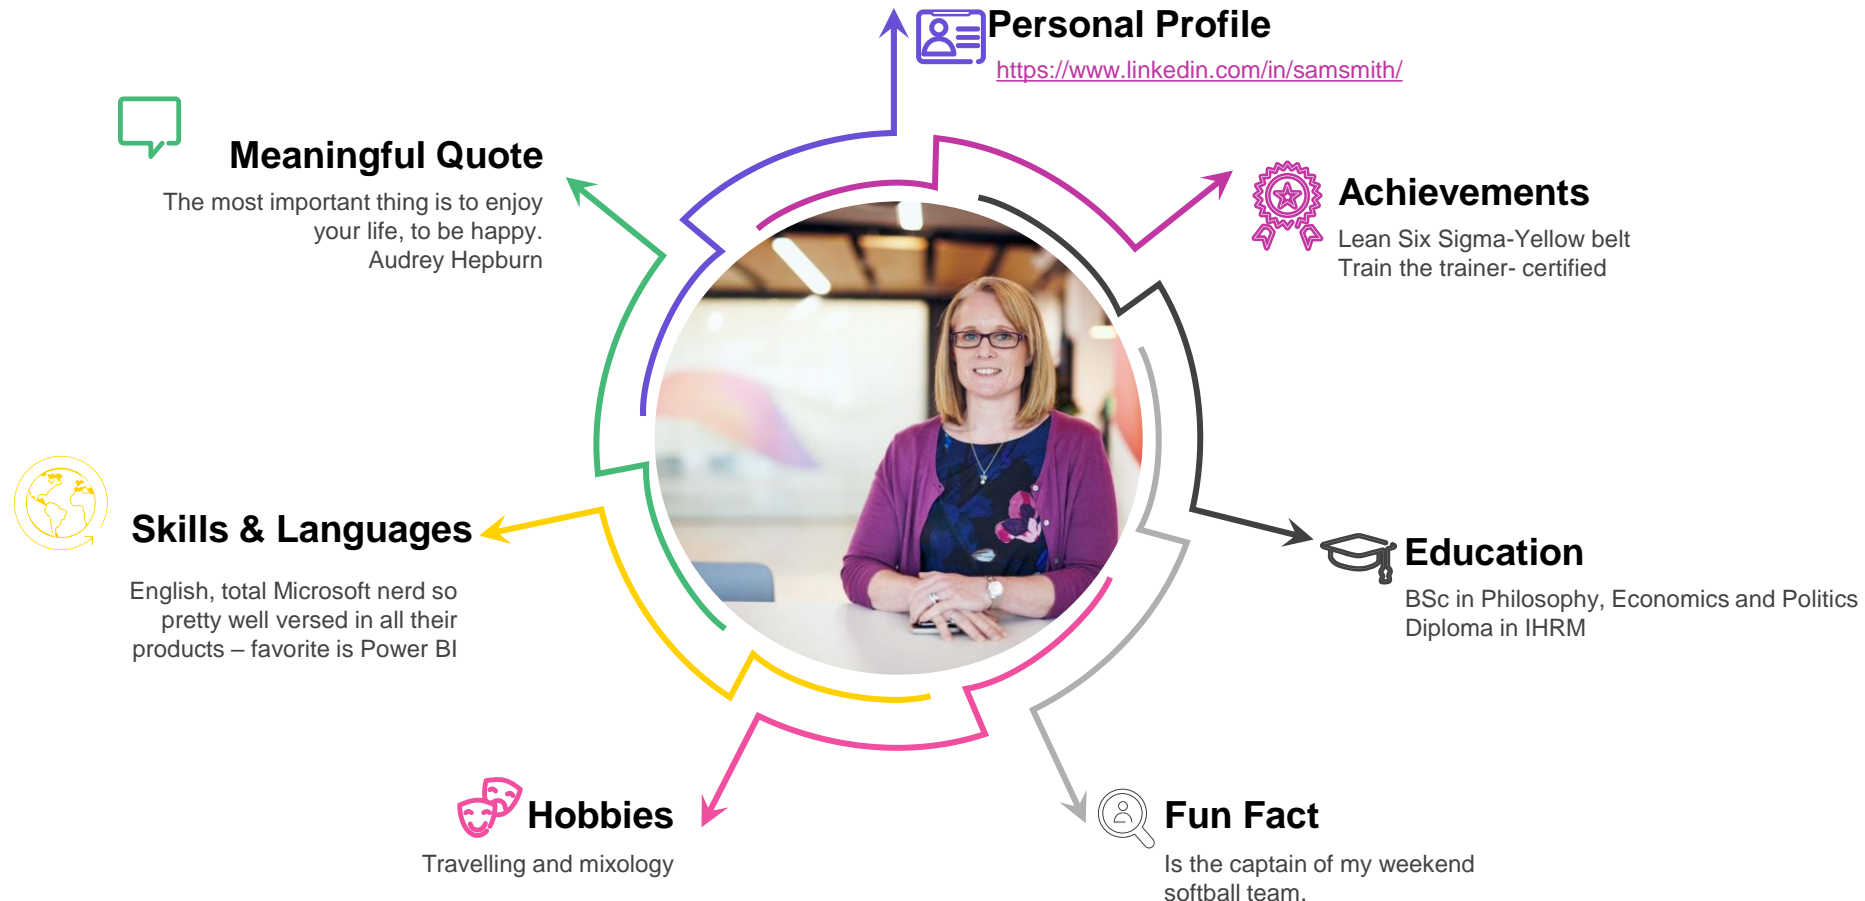 Personal Profile
https://www.linkedin.com/in/samsmith/
Meaningful Quote
The most important thing is to enjoy
your life, to be happy.
Audrey Hepburn
Achievements
Lean Six Sigma-Yellow belt
Train the trainer- certified
Skills & Languages
English, total Microsoft nerd so
pretty well versed in all their
products – favorite is Power BI
Education
BSc in Philosophy, Economics and Politics
Diploma in IHRM
Hobbies
Travelling and mixology
Fun Fact
Is the captain of my weekend
softball team.